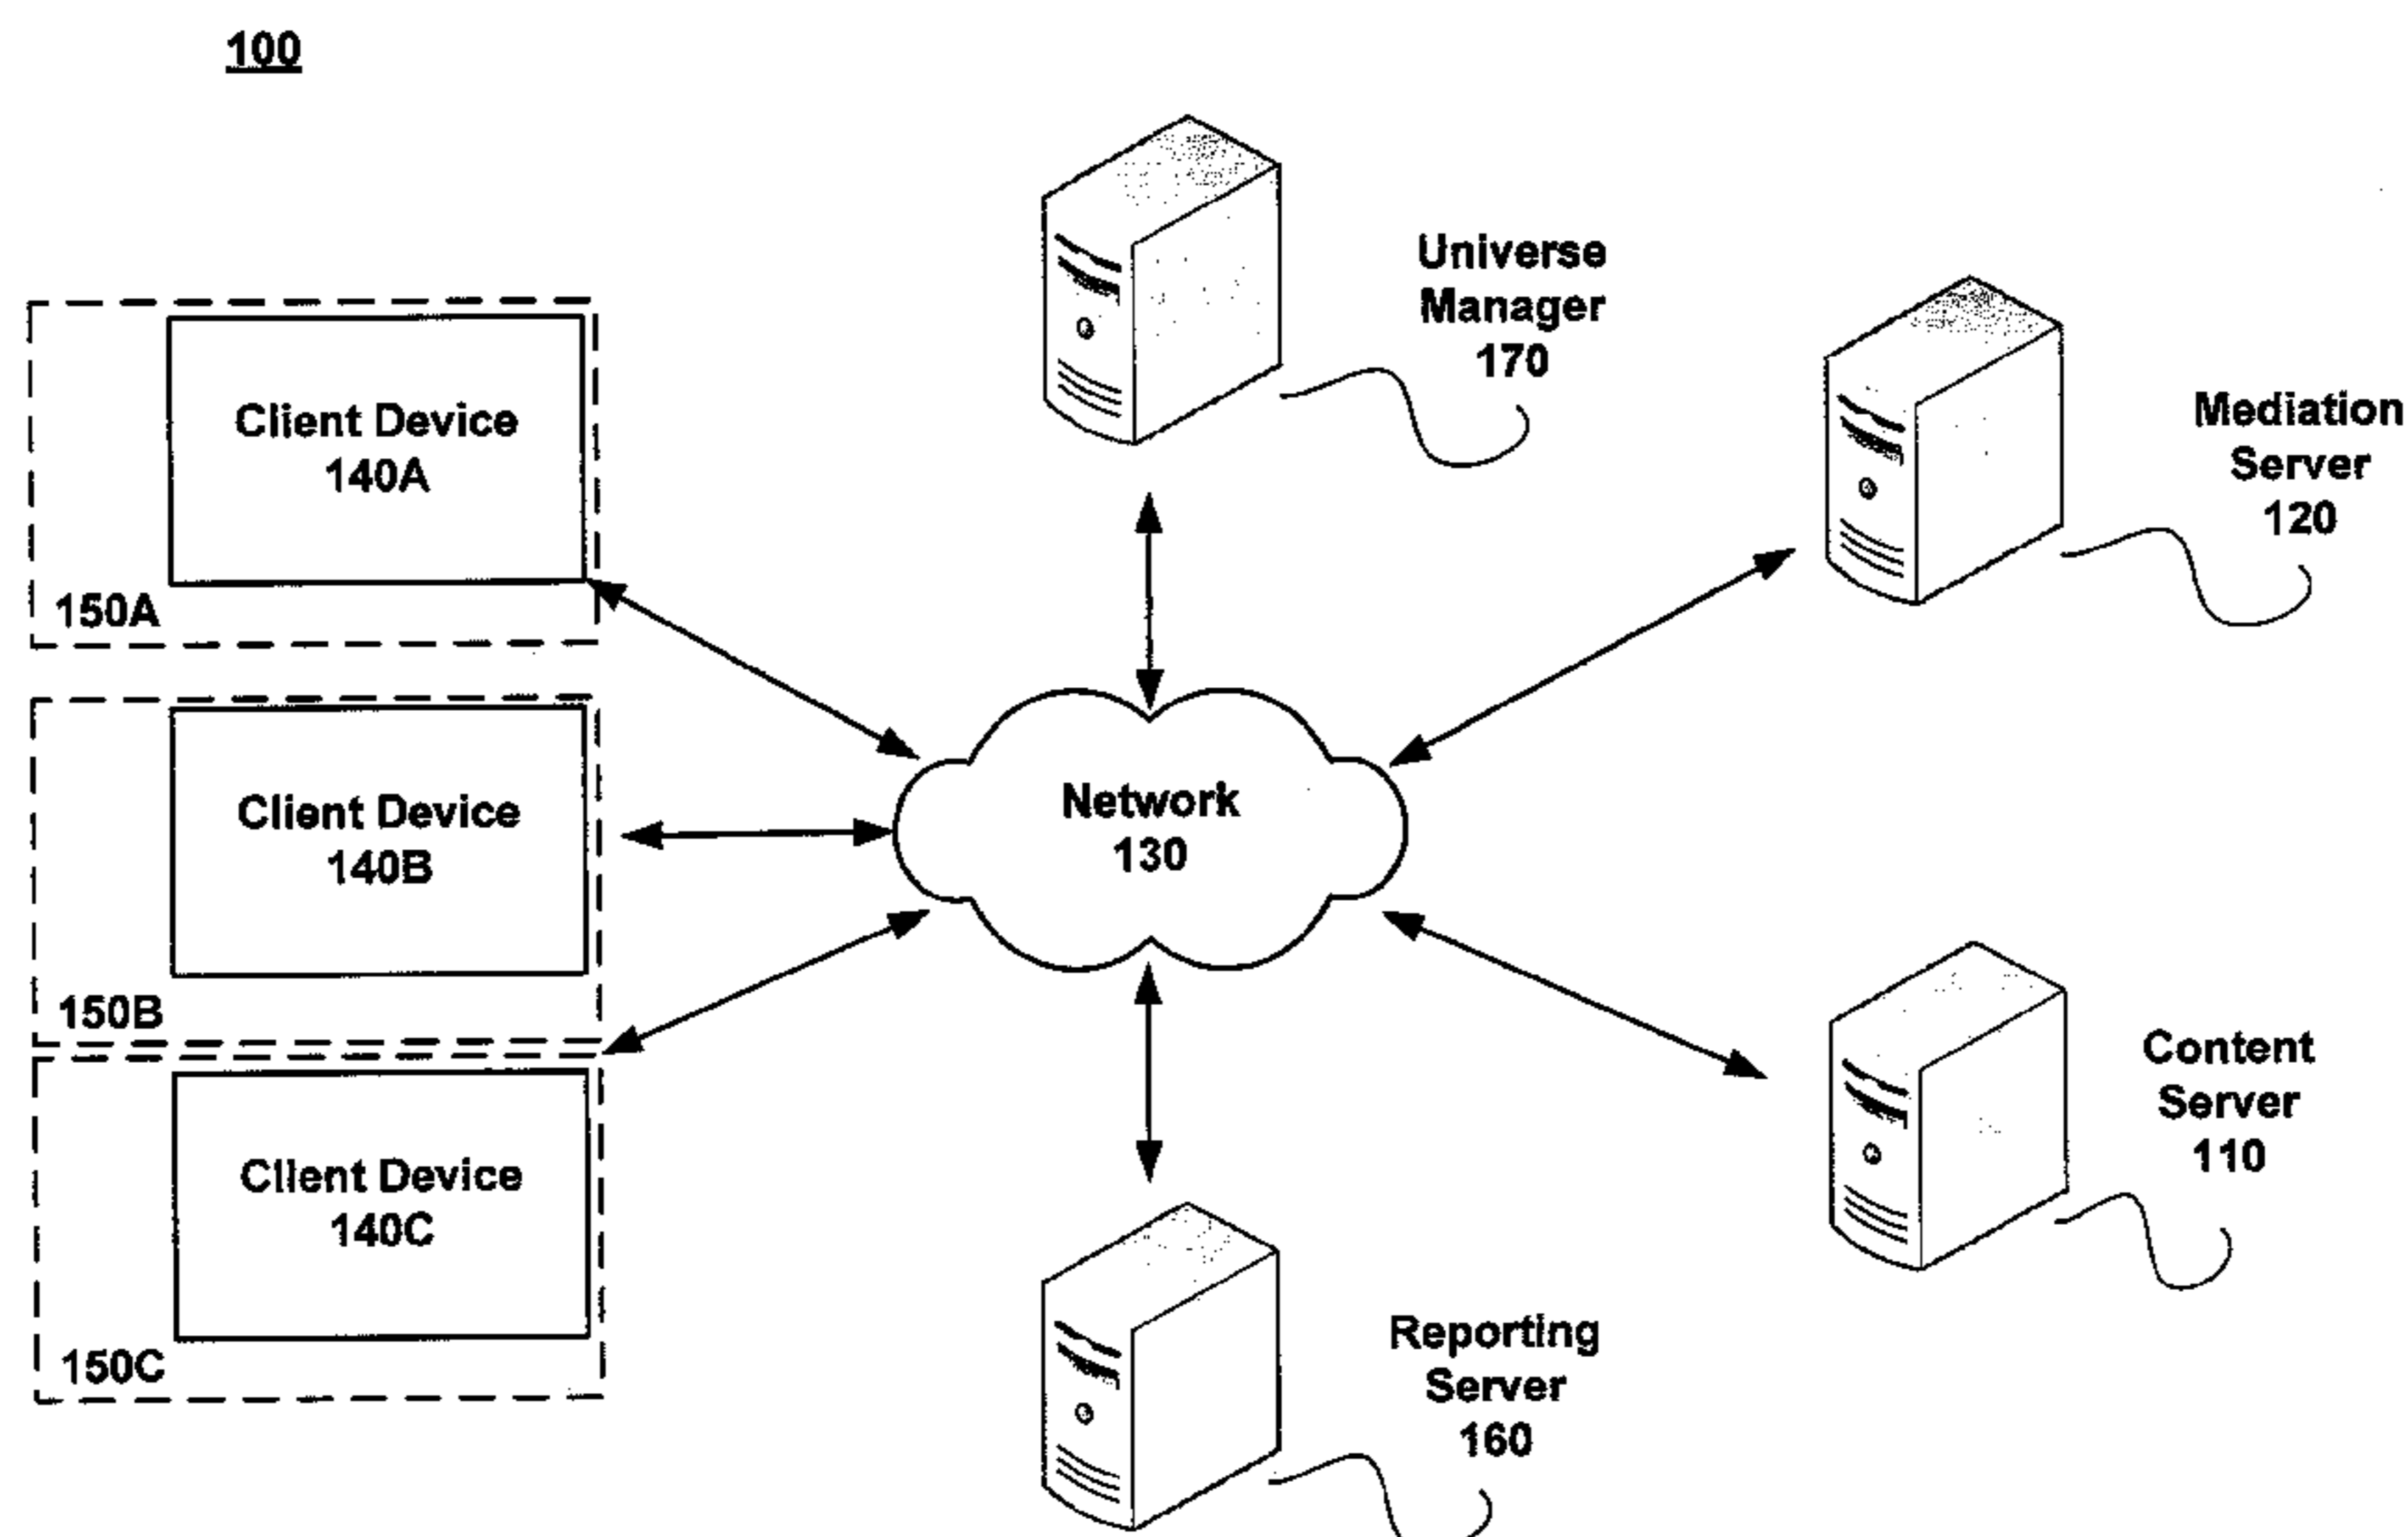 100
Universe
Manager
170
Mediation
Server
120
Client Device
140A
150A
Client Device
140B
150B
Network
130
Client Device
140C
150C
Content
Server
110
Reporting
Server
160